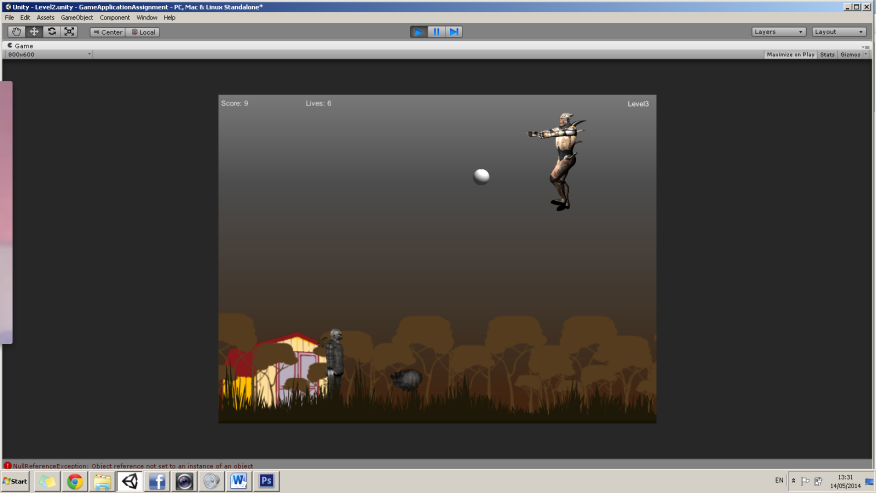 Unity - Level2.unity - GameApplicationAssignment - PC, Mac & Linux Standalone*
File Edit Assets GameObject Component Window Help
Center Local Layers Layout
Game
800x600 Maximize on Play Stats Gizmos
Score: 9 Lives: 6 Level3
NullReferenceException: Object reference not set to an instance of an object
Start W Ps EN 13:31
14/05/2014